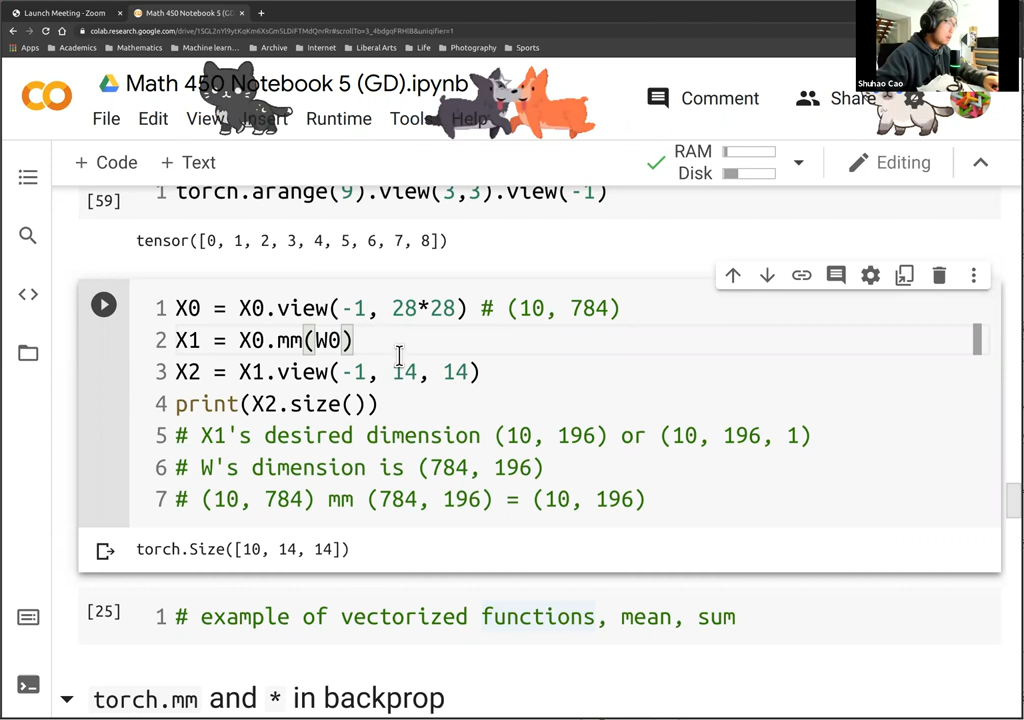 Launch Meeting - Zoom
Math 450 Notebook 5 (GD
colab.research.google.com/drive/
Apps Academics Mathematics Machine learn... Archive Internet Liberal Arts Life Photography Sports
Shuhao Cao
Math 450 Notebook 5 (GD).ipynb
Comment Share
File Edit View Insert Runtime Tools Help
+ Code + Text
RAM
Disk
Editing
[59] 1 torch.arange(9).view(3,3).view(-1)
tensor([0, 1, 2, 3, 4, 5, 6, 7, 8])
1 X0 = X0.view(-1, 28*28) # (10, 784)
2 X1 = X0.mm(W0)
3 X2 = X1.view(-1, 14, 14)
4 print(X2.size())
5 # X1's desired dimension (10, 196) or (10, 196, 1)
6 # W's dimension is (784, 196)
7 # (10, 784) mm (784, 196) = (10, 196)
torch.Size([10, 14, 14])
[25] 1 # example of vectorized functions, mean, sum
torch.mm and * in backprop